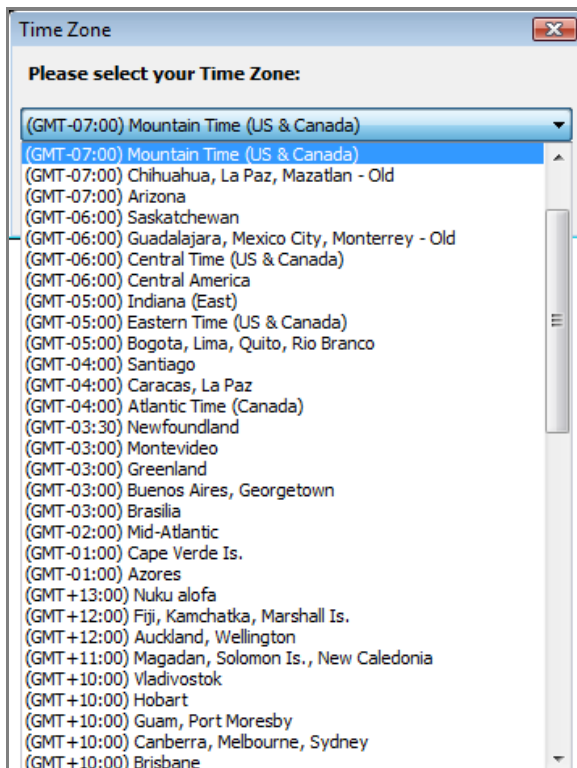 Time Zone
Please select your Time Zone:
(GMT-07:00) Mountain Time (US & Canada)
(GMT-07:00) Mountain Time (US & Canada)
(GMT-07:00) Chihuahua, La Paz, Mazatlan - Old
(GMT-07:00) Arizona
(GMT-06:00) Saskatchewan
(GMT-06:00) Guadalajara, Mexico City, Monterrey - Old
(GMT-06:00) Central Time (US & Canada)
(GMT-06:00) Central America
(GMT-05:00) Indiana (East)
(GMT-05:00) Eastern Time (US & Canada)
(GMT-05:00) Bogota, Lima, Quito, Rio Branco
(GMT-04:00) Santiago
(GMT-04:00) Caracas, La Paz
(GMT-04:00) Atlantic Time (Canada)
(GMT-03:30) Newfoundland
(GMT-03:00) Montevideo
(GMT-03:00) Greenland
(GMT-03:00) Buenos Aires, Georgetown
(GMT-03:00) Brasilia
(GMT-02:00) Mid-Atlantic
(GMT-01:00) Cape Verde Is.
(GMT-01:00) Azores
(GMT+13:00) Nuku alofa
(GMT+12:00) Fiji, Kamchatka, Marshall Is.
(GMT+12:00) Auckland, Wellington
(GMT+11:00) Magadan, Solomon Is., New Caledonia
(GMT+10:00) Vladivostok
(GMT+10:00) Hobart
(GMT+10:00) Guam, Port Moresby
(GMT+10:00) Canberra, Melbourne, Sydney
(GMT+10:00) Brisbane